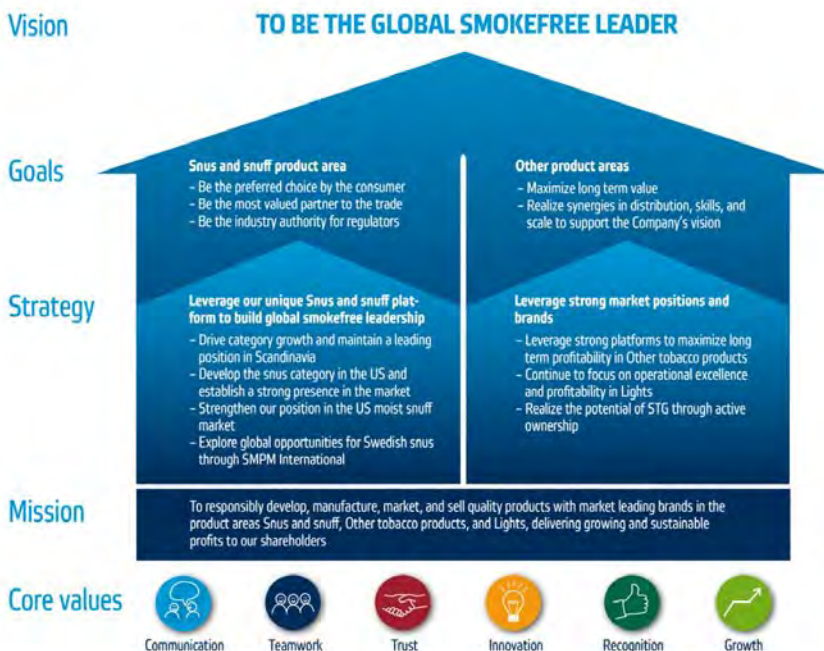 Vision
TO BE THE GLOBAL SMOKEFREE LEADER
Goals
Snus and snuff product area
– Be the preferred choice by the consumer
– Be the most valued partner to the trade
– Be the industry authority for regulators
Other product areas
– Maximize long term value
– Realize synergies in distribution, skills, and
scale to support the Company's vision
Strategy
Leverage our unique Snus and snuff plat-
form to build global smokefree leadership
– Drive category growth and maintain a leading
position in Scandinavia
– Develop the snus category in the US and
establish a strong presence in the market
– Strengthen our position in the US moist snuff
market
– Explore global opportunities for Swedish snus
through SMPM International
Leverage strong market positions and
brands
– Leverage strong platforms to maximize long
term profitability in Other tobacco products
– Continue to focus on operational excellence
and profitability in Lights
– Realize the potential of STG through active
ownership
Mission
To responsibly develop, manufacture, market, and sell quality products with market leading brands in the
product areas Snus and snuff, Other tobacco products, and Lights, delivering growing and sustainable
profits to our shareholders
Core values
Communication
Teamwork
Trust
Innovation
Recognition
Growth